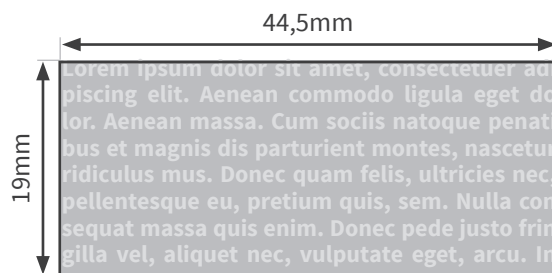 44,5mm
19mm
Lorem ipsum dolor sit amet, consectetuer adi
piscing elit. Aenean commodo ligula eget do
lor. Aenean massa. Cum sociis natoque penati
bus et magnis dis parturient montes, nascetur
ridiculus mus. Donec quam felis, ultricies nec,
pellentesque eu, pretium quis, sem. Nulla con
sequat massa quis enim. Donec pede justo frin
gilla vel, aliquet nec, vulputate eget, arcu. In